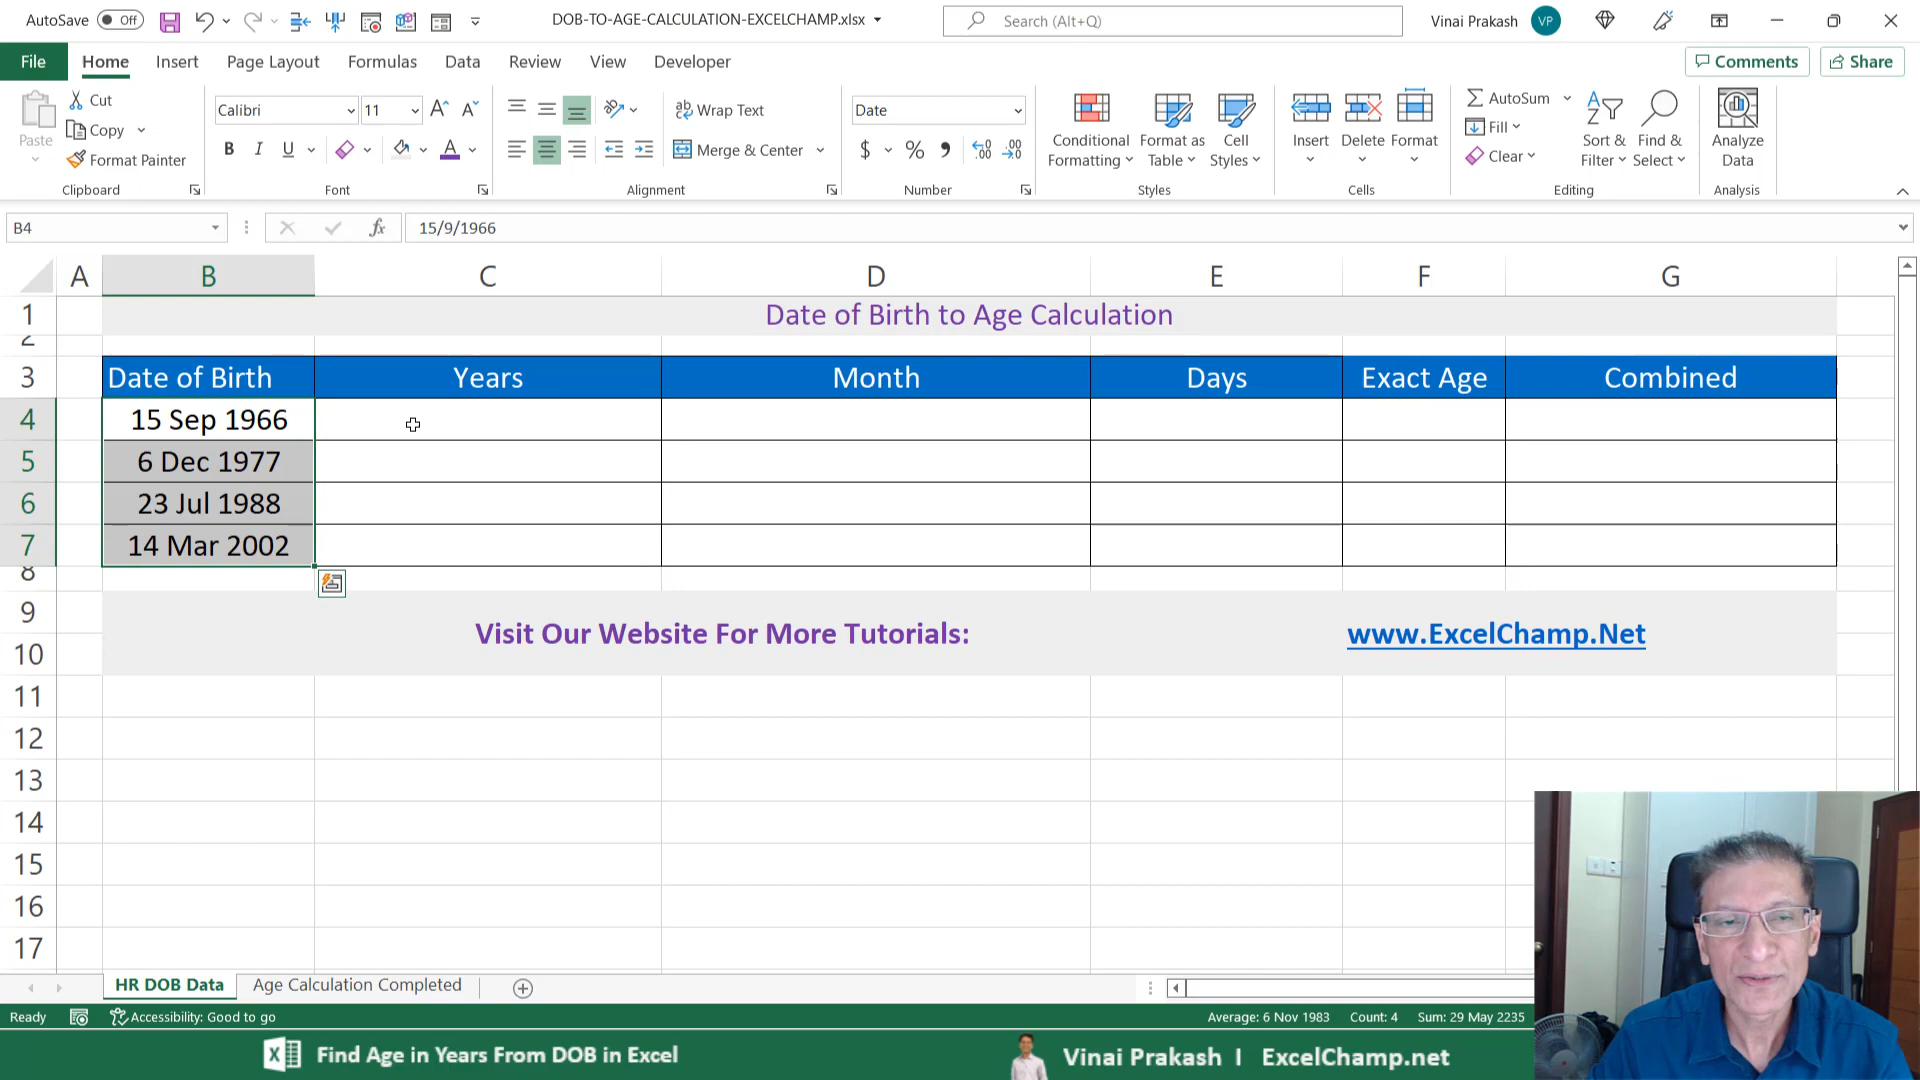 AutoSave Off DOB-TO-AGE-CALCULATION-EXCELCHAMP.xlsx Search (Alt+Q) Vinai Prakash VP
File Home Insert Page Layout Formulas Data Review View Developer Comments Share
Paste Cut Copy Format Painter
Calibri 11
B I U
Wrap Text
Merge & Center
Date
$ % ,
Conditional Formatting Format as Table Cell Styles
Insert Delete Format
AutoSum Fill Clear
Sort & Filter Find & Select
Analyze Data
Clipboard Font Alignment Number Styles Cells Editing Analysis
B4 fx 15/9/1966
A B C D E F G
1 Date of Birth to Age Calculation
2
3 Date of Birth Years Month Days Exact Age Combined
4 15 Sep 1966
5 6 Dec 1977
6 23 Jul 1988
7 14 Mar 2002
8
9
Visit Our Website For More Tutorials: www.ExcelChamp.Net
10
11
12
13
14
15
16
17
HR DOB Data Age Calculation Completed
Ready Accessibility: Good to go Average: 6 Nov 1983 Count: 4 Sum: 29 May 2235
Find Age in Years From DOB in Excel Vinai Prakash I ExcelChamp.net